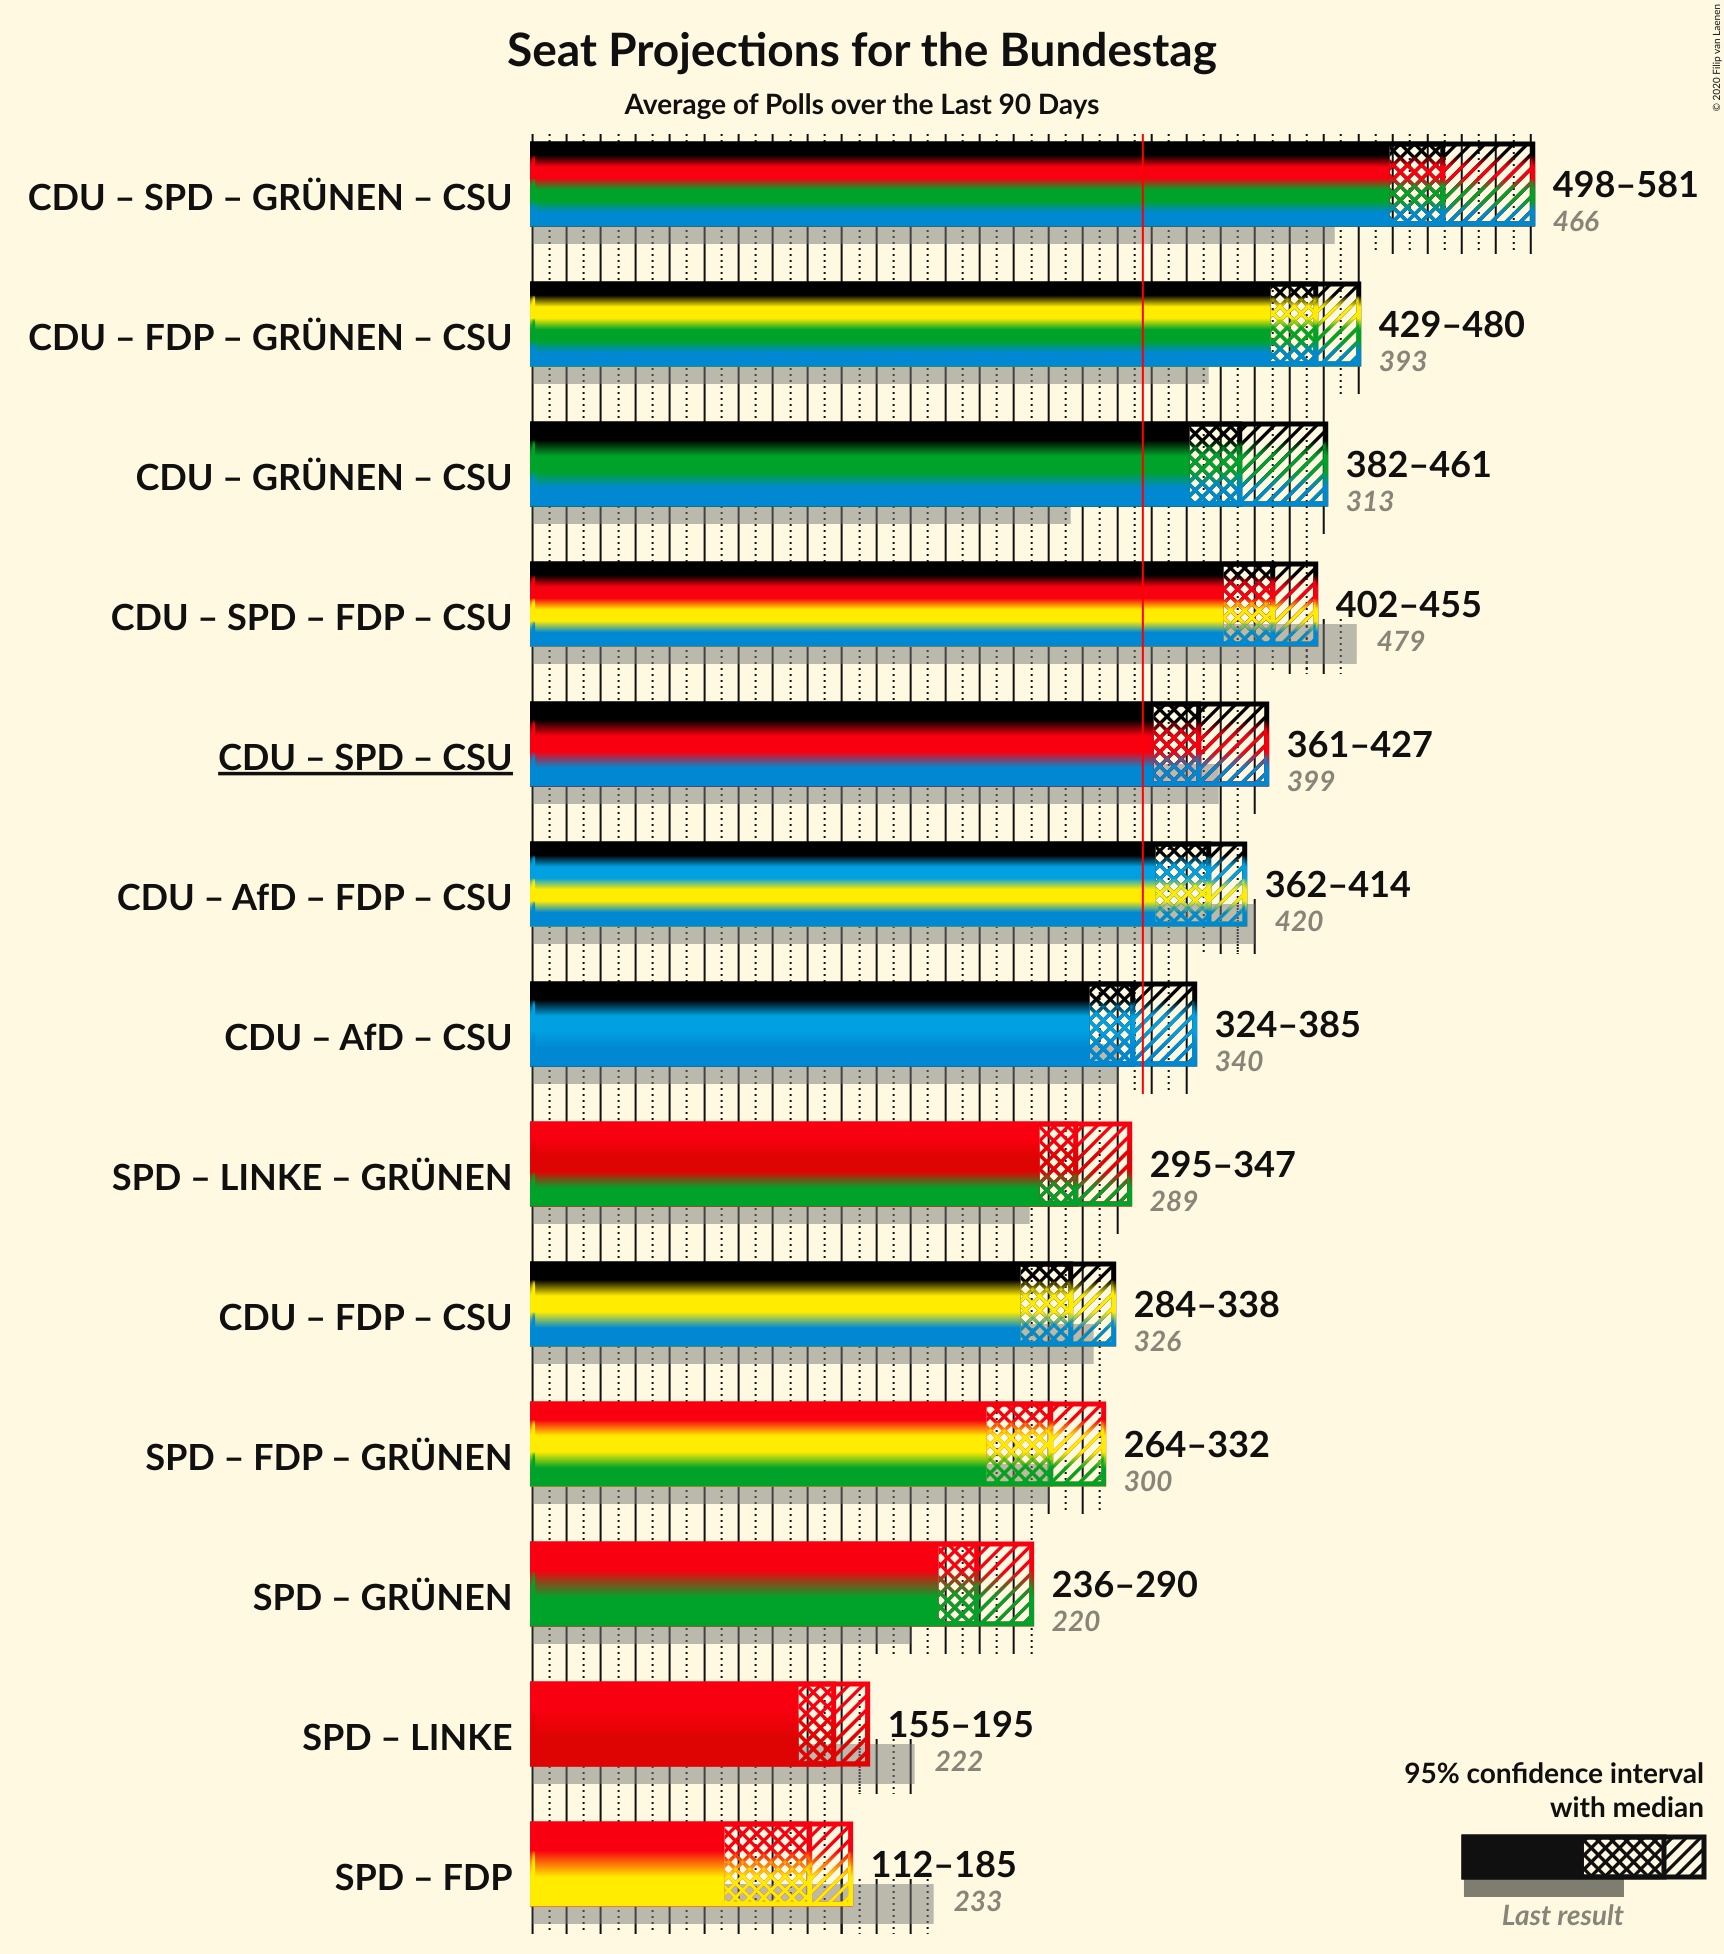 Seat Projections for the Bundestag
Average of Polls over the Last 90 Days
© 2020 Filip van Laenen
CDU – SPD – GRÜNEN – CSU
498–581
466
CDU – FDP – GRÜNEN – CSU
429–480
393
CDU – GRÜNEN – CSU
382–461
313
CDU – SPD – FDP – CSU
402–455
479
CDU – SPD – CSU
361–427
399
CDU – AfD – FDP – CSU
362–414
420
CDU – AfD – CSU
324–385
340
SPD – LINKE – GRÜNEN
295–347
289
CDU – FDP – CSU
284–338
326
SPD – FDP – GRÜNEN
264–332
300
SPD – GRÜNEN
236–290
220
SPD – LINKE
155–195
222
SPD – FDP
112–185
233
95% confidence interval
with median
Last result